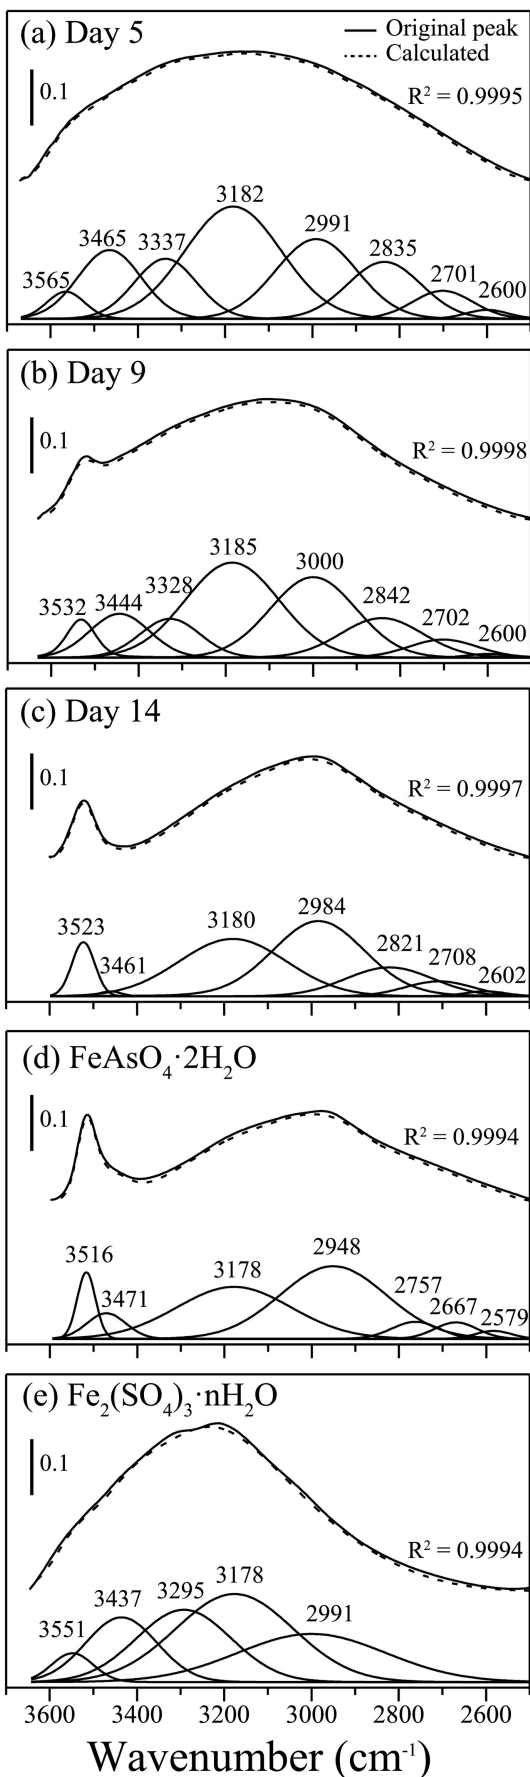 (a) Day 5
Original peak
Calculated
0.1
R² = 0.9995
3565
3465
3337
3182
2991
2835
2701
2600
(b) Day 9
0.1
R² = 0.9998
3532
3444
3328
3185
3000
2842
2702
2600
(c) Day 14
0.1
R² = 0.9997
3523
3461
3180
2984
2821
2708
2602
(d) FeAsO₄·2H₂O
0.1
R² = 0.9994
3516
3471
3178
2948
2757
2667
2579
(e) Fe₂(SO₄)₃·nH₂O
0.1
R² = 0.9994
3551
3437
3295
3178
2991
3600 3400 3200 3000 2800 2600
Wavenumber (cm⁻¹)